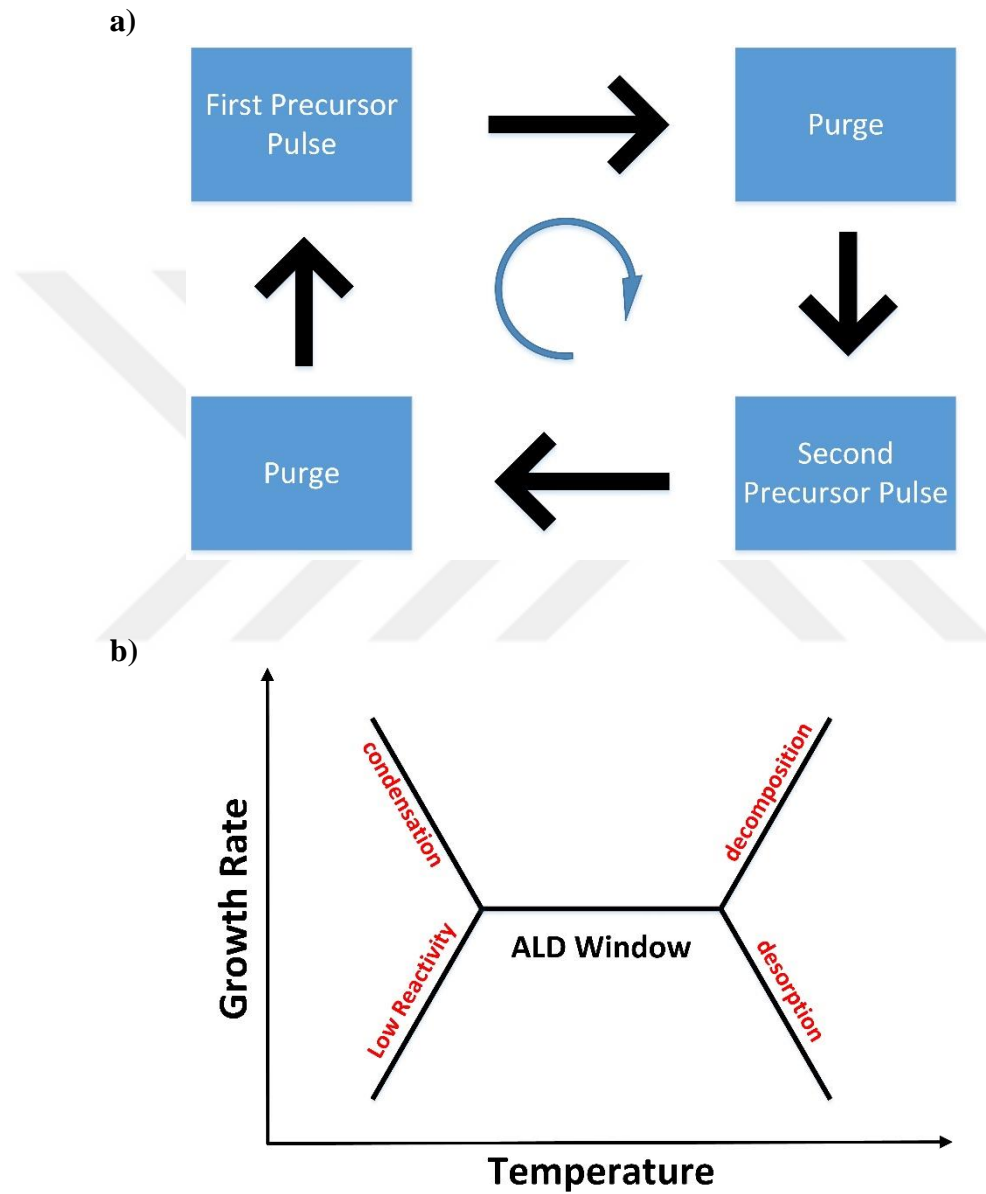 a)
First Precursor
Pulse
Purge
Purge
Second
Precursor Pulse
b)
Growth Rate
condensation
Low Reactivity
ALD Window
decomposition
desorption
Temperature